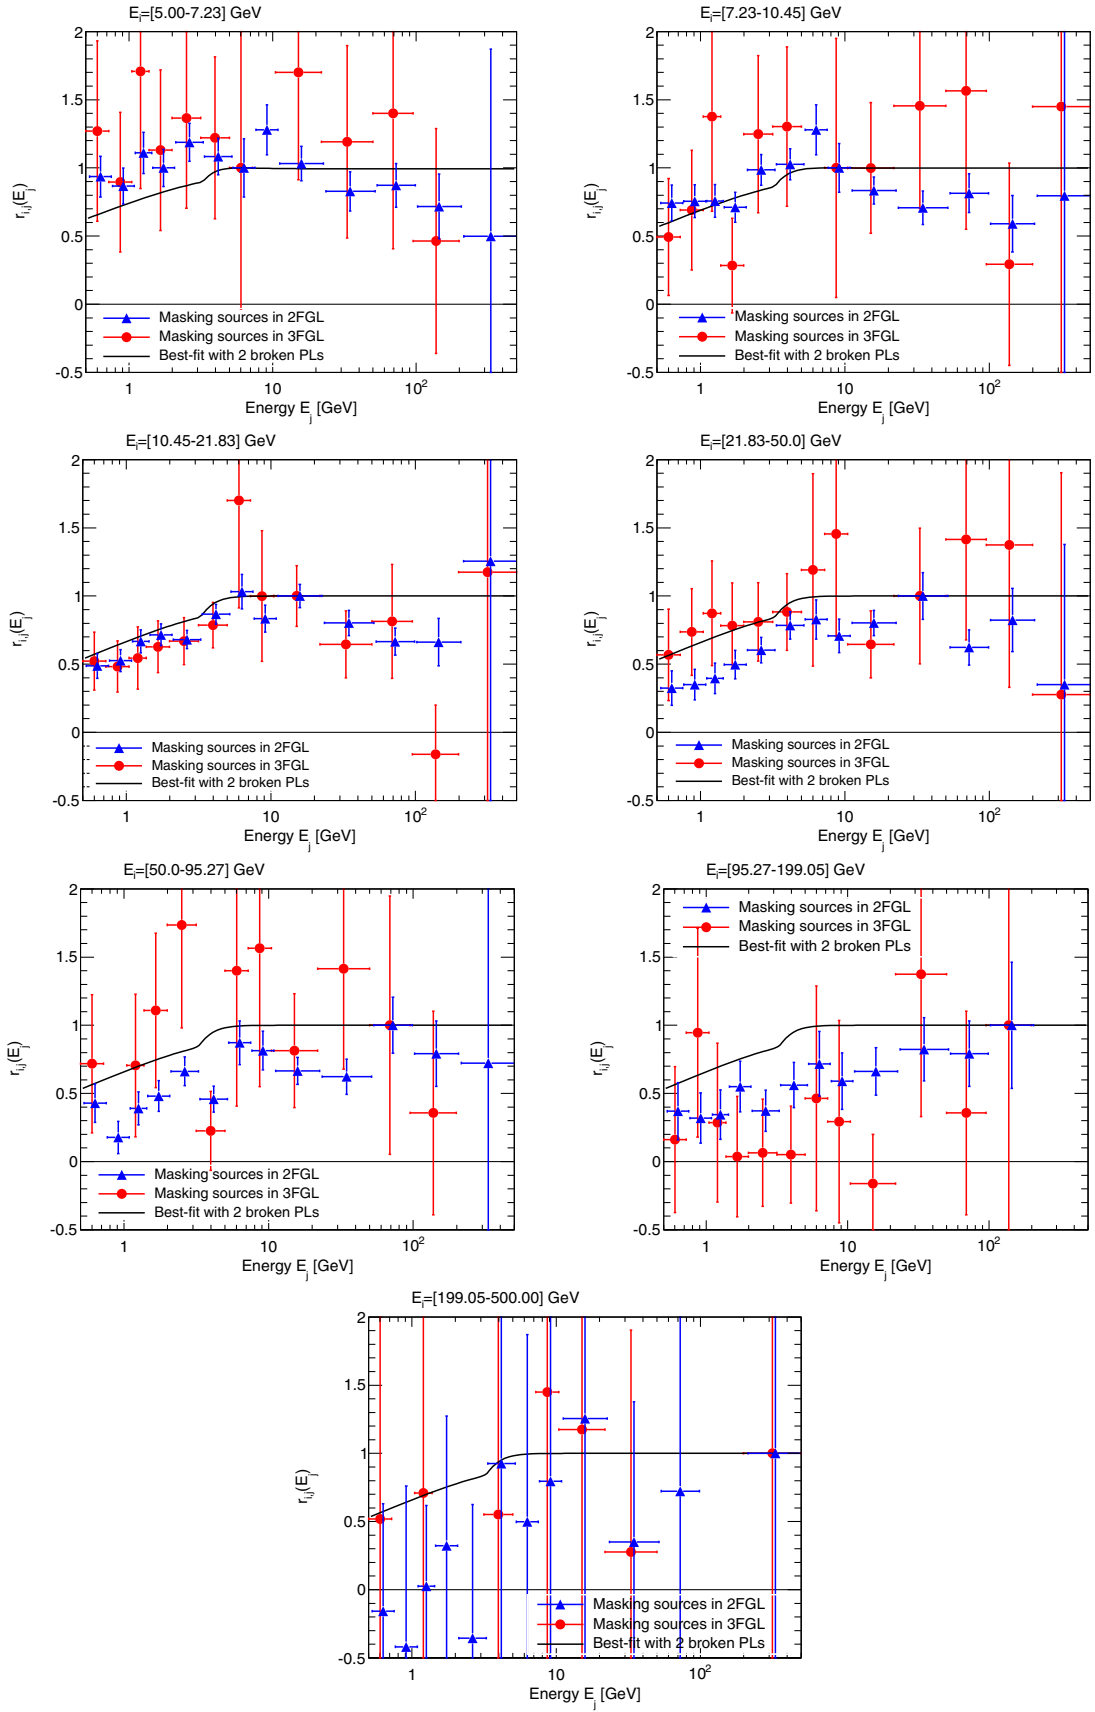 E_i=[5.00-7.23] GeV
2
1.5
1
0.5
0
-0.5
r_{i,j}(E_j)
Masking sources in 2FGL
Masking sources in 3FGL
Best-fit with 2 broken PLs
1 10 10^2
Energy E_j [GeV]
E_i=[7.23-10.45] GeV
2
1.5
1
0.5
0
-0.5
r_{i,j}(E_j)
Masking sources in 2FGL
Masking sources in 3FGL
Best-fit with 2 broken PLs
1 10 10^2
Energy E_j [GeV]
E_i=[10.45-21.83] GeV
2
1.5
1
0.5
0
-0.5
r_{i,j}(E_j)
Masking sources in 2FGL
Masking sources in 3FGL
Best-fit with 2 broken PLs
1 10 10^2
Energy E_j [GeV]
E_i=[21.83-50.0] GeV
2
1.5
1
0.5
0
-0.5
r_{i,j}(E_j)
Masking sources in 2FGL
Masking sources in 3FGL
Best-fit with 2 broken PLs
1 10 10^2
Energy E_j [GeV]
E_i=[50.0-95.27] GeV
2
1.5
1
0.5
0
-0.5
r_{i,j}(E_j)
Masking sources in 2FGL
Masking sources in 3FGL
Best-fit with 2 broken PLs
1 10 10^2
Energy E_j [GeV]
E_i=[95.27-199.05] GeV
2
1.5
1
0.5
0
-0.5
r_{i,j}(E_j)
Masking sources in 2FGL
Masking sources in 3FGL
Best-fit with 2 broken PLs
1 10 10^2
Energy E_j [GeV]
E_i=[199.05-500.00] GeV
2
1.5
1
0.5
0
-0.5
r_{i,j}(E_j)
Masking sources in 2FGL
Masking sources in 3FGL
Best-fit with 2 broken PLs
1 10 10^2
Energy E_j [GeV]